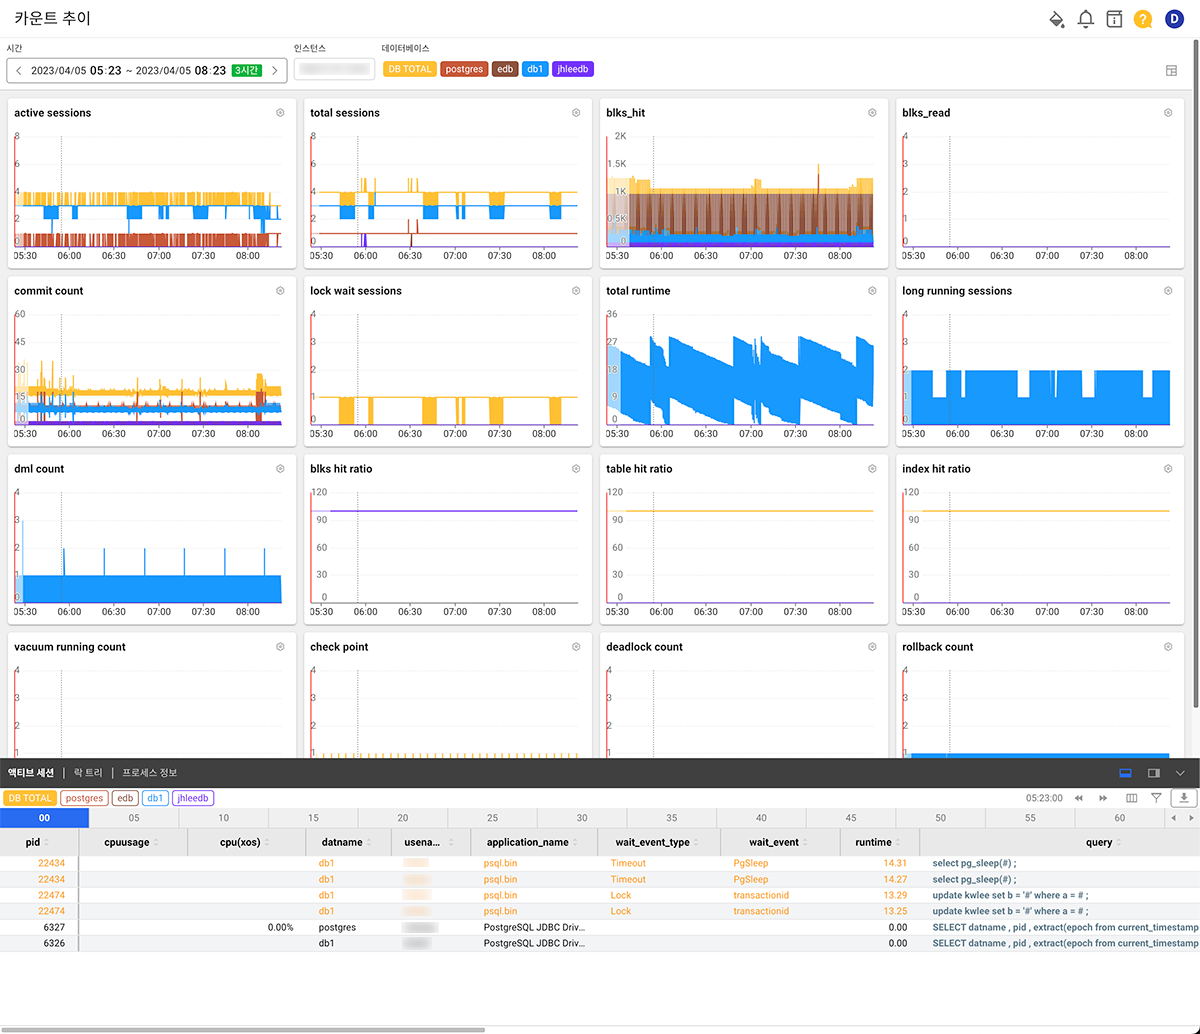 카운트 추이
D
시간 인스턴스 데이터베이스
2023/04/05 05:23 ~ 2023/04/05 08:23 3시간 DB TOTAL postgres edb db1 jhleedb
active sessions total sessions blks_hit blks_read
8 8 2K 4
6 6 1.5K 3
4 4 1K 2
2 2 0.5K 1
0 0 0 0
05:30 06:00 06:30 07:00 07:30 08:00 05:30 06:00 06:30 07:00 07:30 08:00 05:30 06:00 06:30 07:00 07:30 08:00 05:30 06:00 06:30 07:00 07:30 08:00
commit count lock wait sessions total runtime long running sessions
60 4 36 4
45 3 27 3
30 2 18 2
15 1 9 1
0 0 0 0
05:30 06:00 06:30 07:00 07:30 08:00 05:30 06:00 06:30 07:00 07:30 08:00 05:30 06:00 06:30 07:00 07:30 08:00 05:30 06:00 06:30 07:00 07:30 08:00
dml count blks hit ratio table hit ratio index hit ratio
4 120 120 120
3 90 90 90
2 60 60 60
1 30 30 30
0 0 0 0
05:30 06:00 06:30 07:00 07:30 08:00 05:30 06:00 06:30 07:00 07:30 08:00 05:30 06:00 06:30 07:00 07:30 08:00 05:30 06:00 06:30 07:00 07:30 08:00
vacuum running count check point deadlock count rollback count
4 4 4 4
3 3 3 3
2 2 2 2
1 1 1 1
액티브 세션 | 락 트리 | 프로세스 정보
DB TOTAL postgres edb db1 jhleedb 05:23:00
00 05 10 15 20 25 30 35 40 45 50 55 60
pid cpuusage cpu(xos) datname usena... application_name wait_event_type wait_event runtime query
22434 db1 psql.bin Timeout PgSleep 14.31 select pg_sleep(#) ;
22434 db1 psql.bin Timeout PgSleep 14.27 select pg_sleep(#) ;
22474 db1 psql.bin Lock transactionid 13.29 update kwlee set b = '#' where a = # ;
22474 db1 psql.bin Lock transactionid 13.25 update kwlee set b = '#' where a = # ;
6327 0.00% postgres PostgreSQL JDBC Driv... 0.00 SELECT datname , pid , extract(epoch from current_timestamp
6326 db1 PostgreSQL JDBC Driv... 0.00 SELECT datname , pid , extract(epoch from current_timestamp